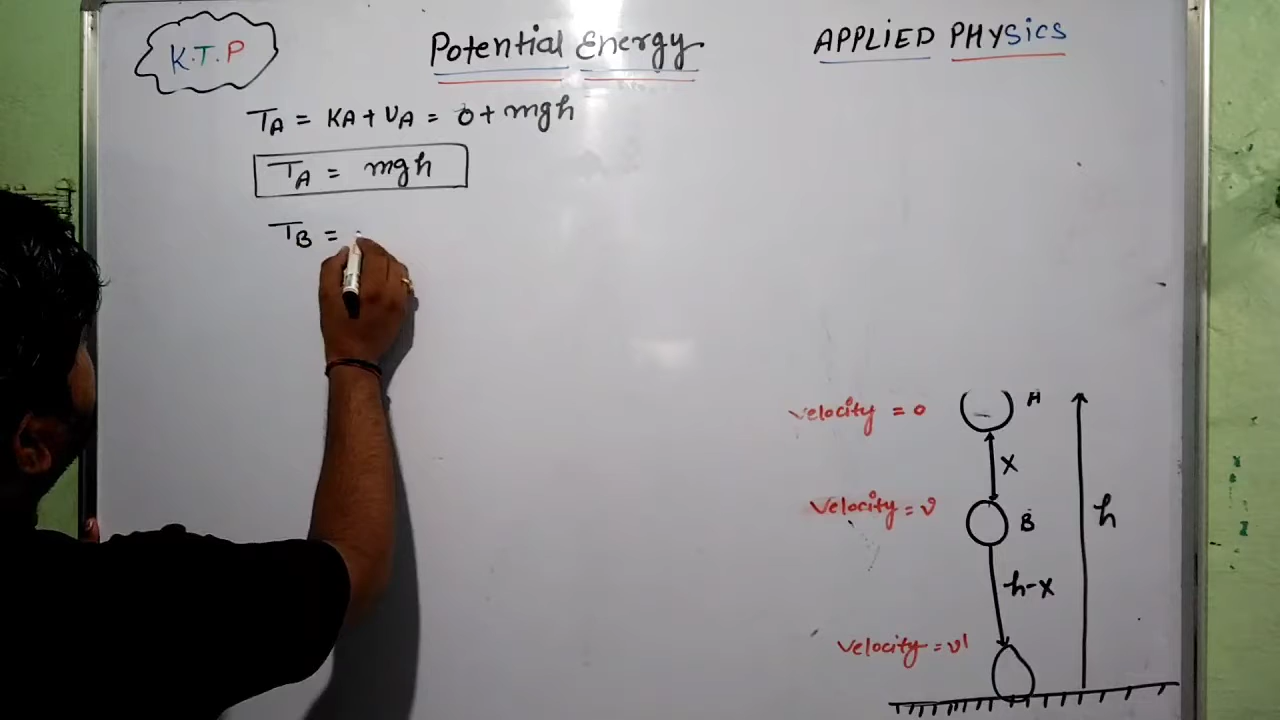 K.T.P
Potential Energy
APPLIED PHYSICS
TA = KA + UA = 0 + mgh
TA = mgh
TB =
Velocity = 0
A
x
Velocity = v
B
h
h-x
Velocity = v'